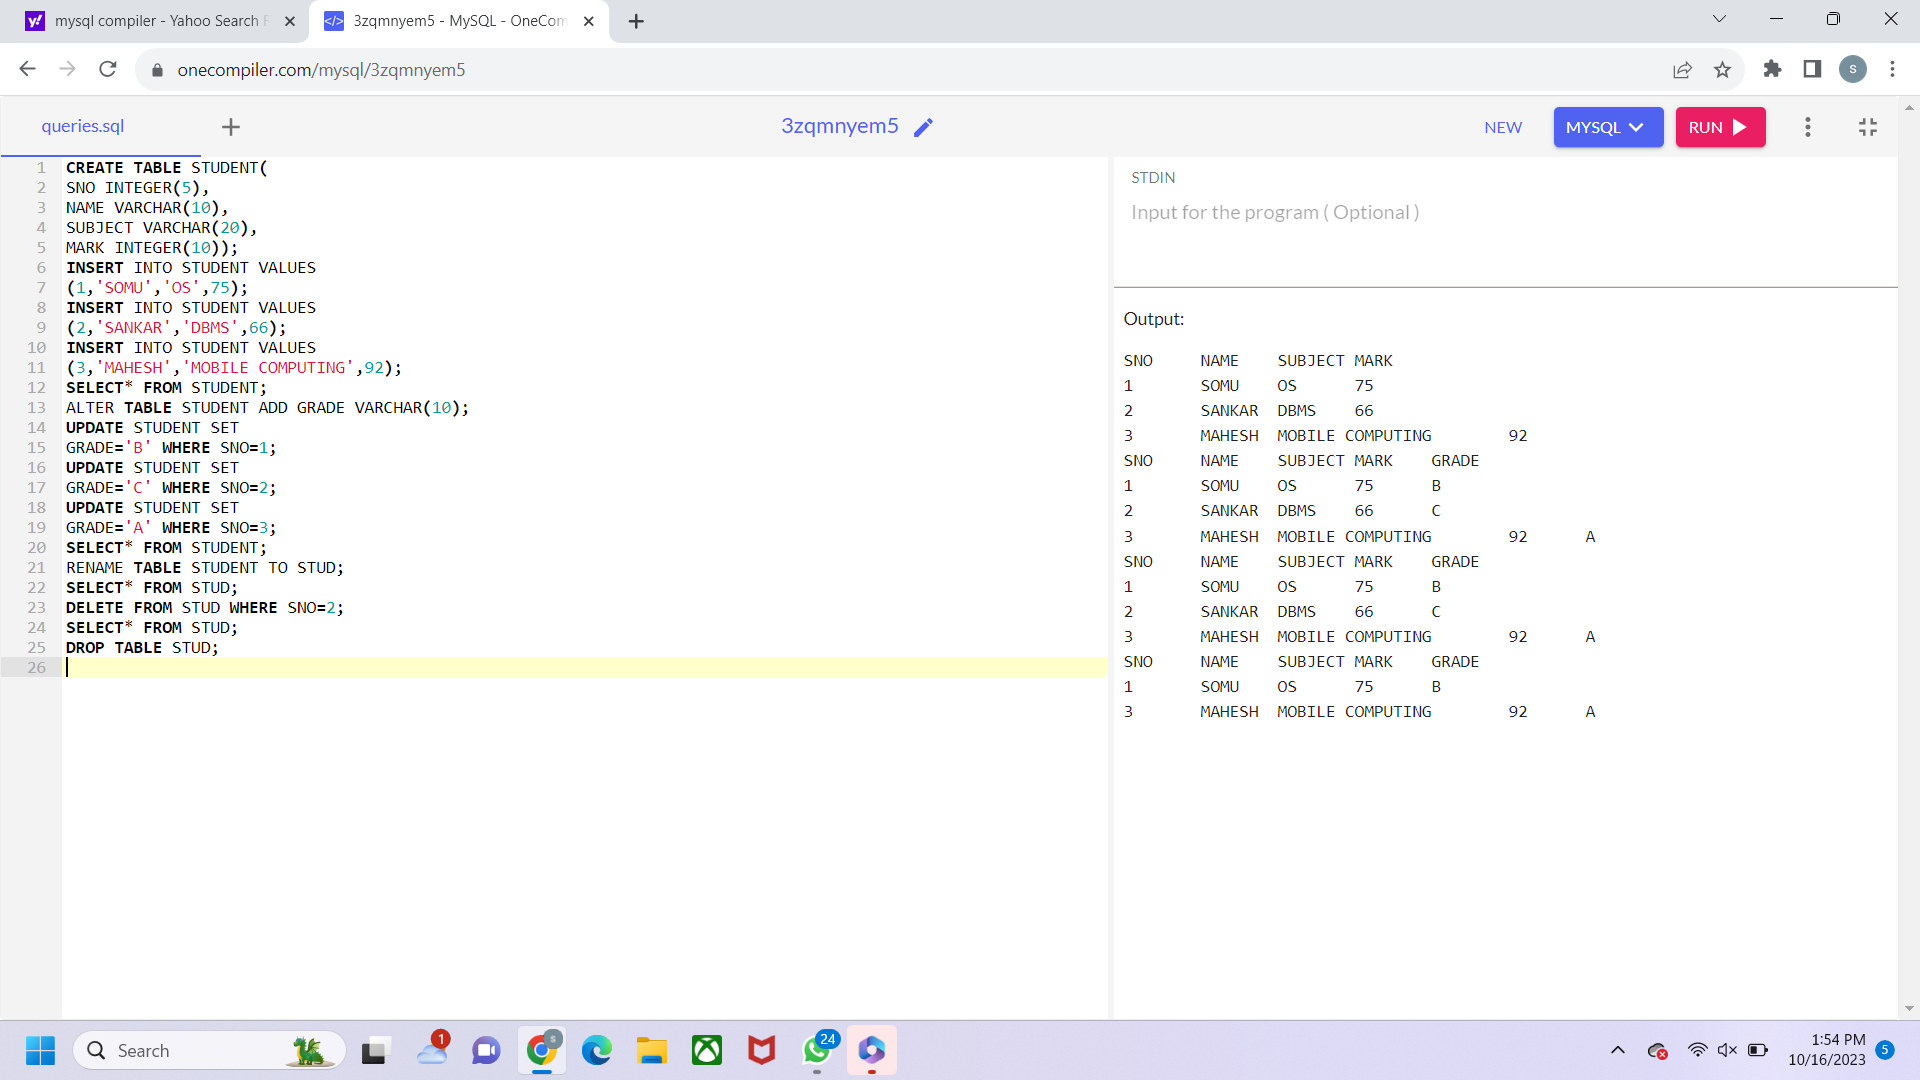 mysql compiler - Yahoo Search R
3zqmnyem5 - MySQL - OneCom
onecompiler.com/mysql/3zqmnyem5
s
queries.sql
3zqmnyem5
NEW
MYSQL
RUN
1 CREATE TABLE STUDENT(
2 SNO INTEGER(5),
3 NAME VARCHAR(10),
4 SUBJECT VARCHAR(20),
5 MARK INTEGER(10));
6 INSERT INTO STUDENT VALUES
7 (1,'SOMU','OS',75);
8 INSERT INTO STUDENT VALUES
9 (2,'SANKAR','DBMS',66);
10 INSERT INTO STUDENT VALUES
11 (3,'MAHESH','MOBILE COMPUTING',92);
12 SELECT* FROM STUDENT;
13 ALTER TABLE STUDENT ADD GRADE VARCHAR(10);
14 UPDATE STUDENT SET
15 GRADE='B' WHERE SNO=1;
16 UPDATE STUDENT SET
17 GRADE='C' WHERE SNO=2;
18 UPDATE STUDENT SET
19 GRADE='A' WHERE SNO=3;
20 SELECT* FROM STUDENT;
21 RENAME TABLE STUDENT TO STUD;
22 SELECT* FROM STUD;
23 DELETE FROM STUD WHERE SNO=2;
24 SELECT* FROM STUD;
25 DROP TABLE STUD;
26
STDIN
Input for the program ( Optional )
Output:
SNO NAME SUBJECT MARK
1 SOMU OS 75
2 SANKAR DBMS 66
3 MAHESH MOBILE COMPUTING 92
SNO NAME SUBJECT MARK GRADE
1 SOMU OS 75 B
2 SANKAR DBMS 66 C
3 MAHESH MOBILE COMPUTING 92 A
SNO NAME SUBJECT MARK GRADE
1 SOMU OS 75 B
2 SANKAR DBMS 66 C
3 MAHESH MOBILE COMPUTING 92 A
SNO NAME SUBJECT MARK GRADE
1 SOMU OS 75 B
3 MAHESH MOBILE COMPUTING 92 A
Search
1
s
24
1:54 PM
10/16/2023
5